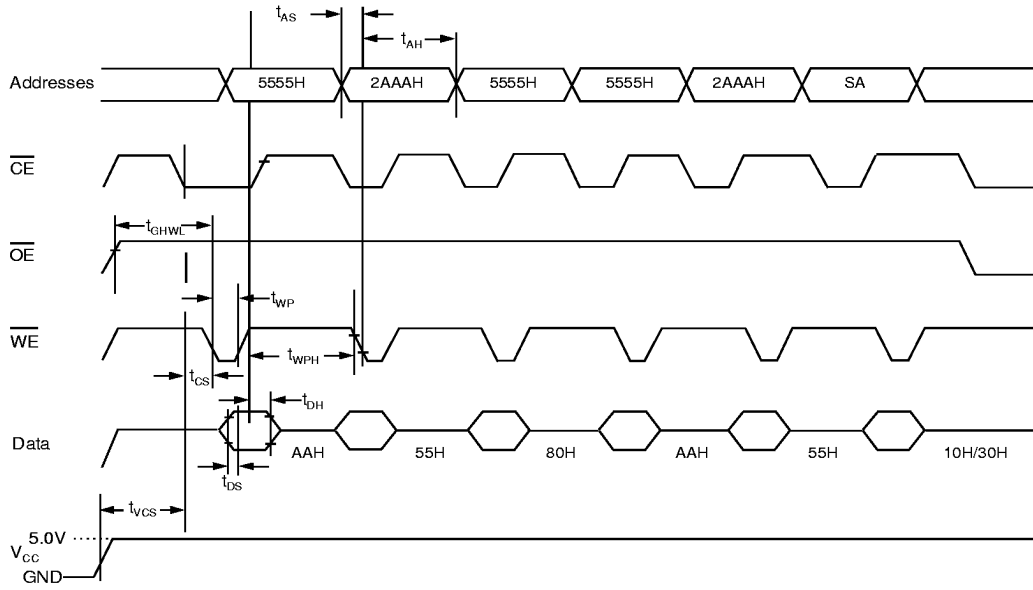 tAS
tAH
Addresses 5555H 2AAAH 5555H 5555H 2AAAH SA
CE
tGHWL
OE
tWP
WE
tWPH
tCS
tDH
Data
AAH 55H 80H AAH 55H 10H/30H
tDS
tVCS
5.0V
VCC
GND